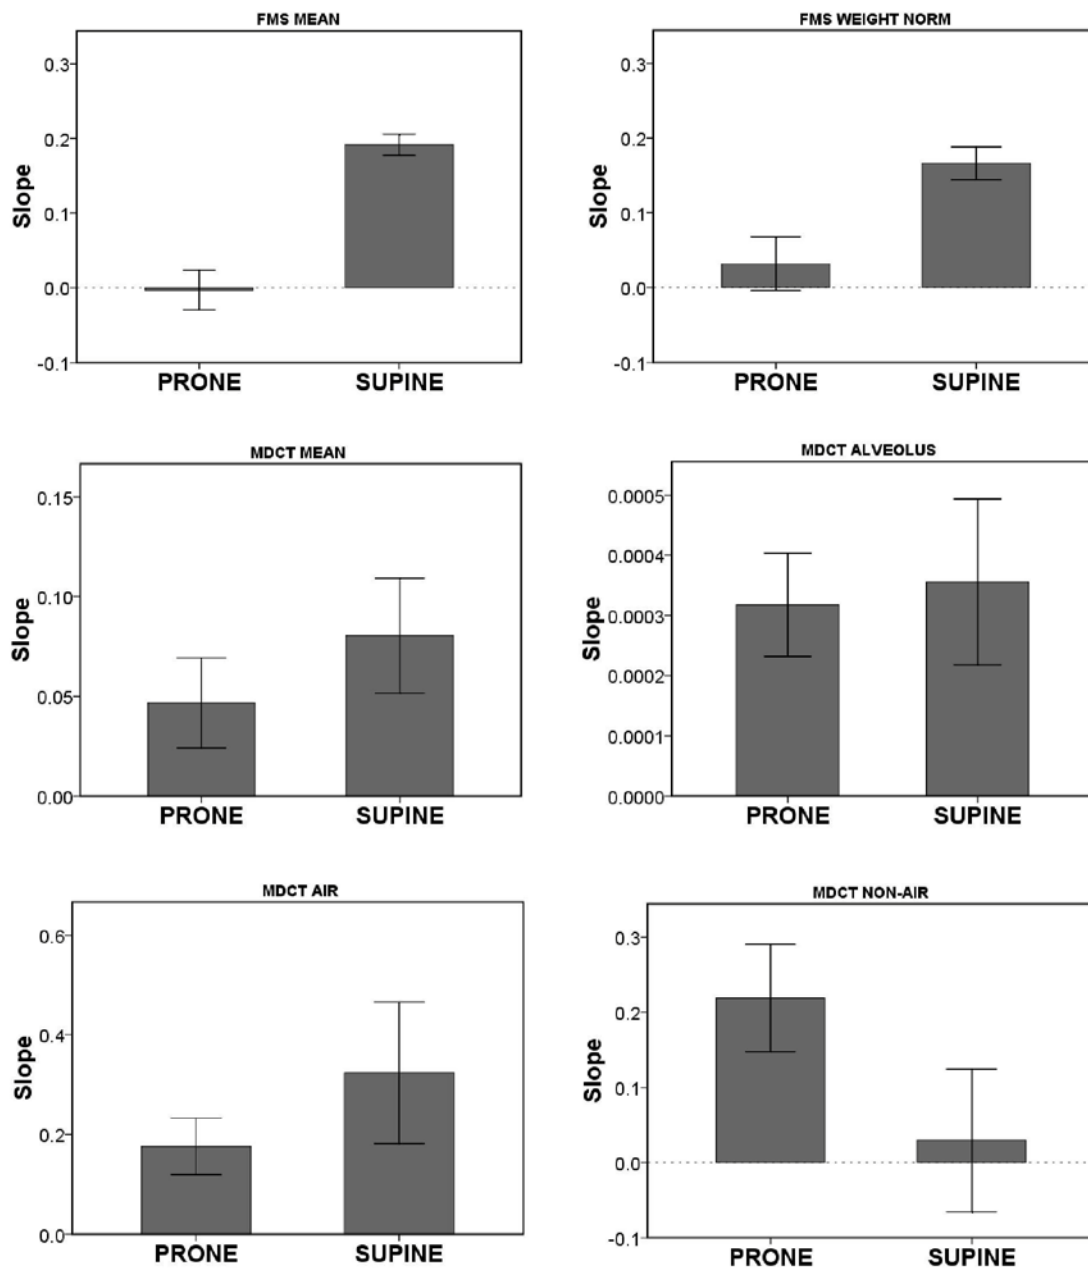 FMS MEAN
Slope
0.3
0.2
0.1
0.0
-0.1
PRONE SUPINE
FMS WEIGHT NORM
Slope
0.3
0.2
0.1
0.0
-0.1
PRONE SUPINE
MDCT MEAN
Slope
0.15
0.10
0.05
0.00
PRONE SUPINE
MDCT ALVEOLUS
Slope
0.0005
0.0004
0.0003
0.0002
0.0001
0.0000
PRONE SUPINE
MDCT AIR
Slope
0.6
0.4
0.2
0.0
PRONE SUPINE
MDCT NON-AIR
Slope
0.3
0.2
0.1
0.0
-0.1
PRONE SUPINE